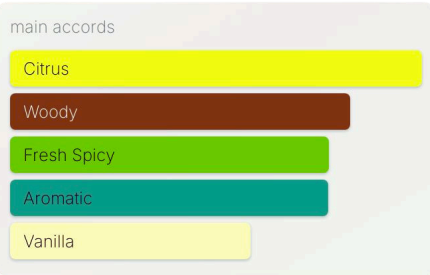 main accords
Citrus
Woody
Fresh Spicy
Aromatic
Vanilla